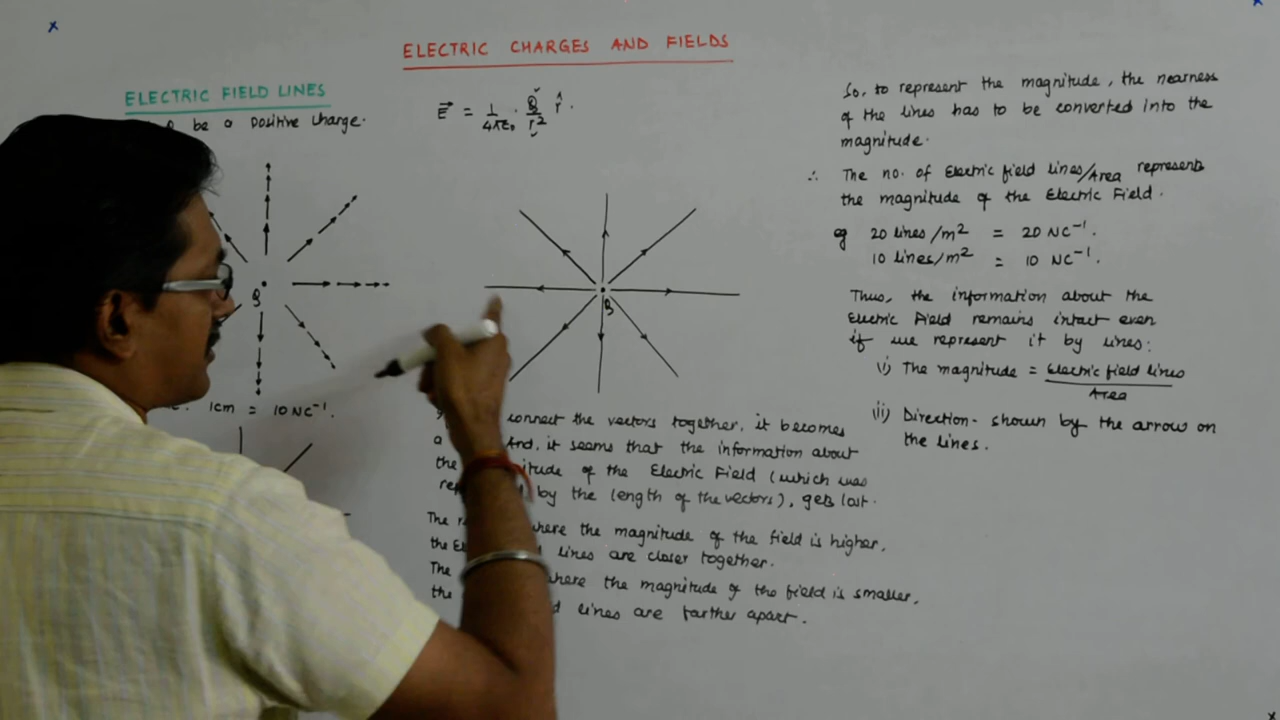 ELECTRIC CHARGES AND FIELDS
ELECTRIC FIELD LINES
be a positive charge.
Q
1cm = 10 NC⁻¹.
E⃗ = 1/4πε₀ . Q/r² r̂.
Q
connect the vectors together, it becomes
a And, it seems that the information about
the of the Electric Field (which was
by the length of the vectors), gets lost.
The where the magnitude of the field is higher,
the lines are closer together.
The where the magnitude of the field is smaller,
the lines are farther apart.
So, to represent the magnitude, the nearness
of the lines has to be converted into the
magnitude.
∴ The no. of Electric field lines/Area represents
the magnitude of the Electric Field.
eg 20 lines/m² = 20 NC⁻¹.
10 lines/m² = 10 NC⁻¹.
Thus, the information about the
Electric Field remains intact even
if we represent it by lines:
i) The magnitude = Electric field lines
Area
ii) Direction - shown by the arrow on
the lines.